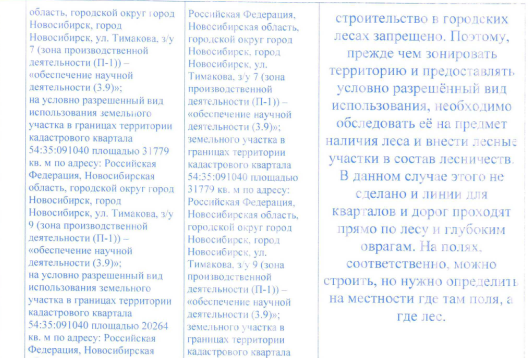 область, городской округ город
Новосибирск, город
Новосибирск, ул. Тимакова, з/у
7 (зона производственной
деятельности (П-1)) –
«обеспечение научной
деятельности (3.9)»;
на условно разрешенный вид
использования земельного
участка в границах территории
кадастрового квартала
54:35:091040 площадью 31779
кв. м по адресу: Российская
Федерация, Новосибирская
область, городской округ город
Новосибирск, город
Новосибирск, ул. Тимакова, з/у
9 (зона производственной
деятельности (П-1)) –
«обеспечение научной
деятельности (3.9)»;
на условно разрешенный вид
использования земельного
участка в границах территории
кадастрового квартала
54:35:091040 площадью 20264
кв. м по адресу: Российская
Федерация, Новосибирская
Российская Федерация,
Новосибирская область,
городской округ город
Новосибирск, город
Новосибирск, ул.
Тимакова, з/у 7 (зона
производственной
деятельности (П-1)) –
«обеспечение научной
деятельности (3.9)»;
земельного участка в
границах территории
кадастрового квартала
54:35:091040 площадью
31779 кв. м по адресу:
Российская Федерация,
Новосибирская область,
городской округ город
Новосибирск, город
Новосибирск, ул.
Тимакова, з/у 9 (зона
производственной
деятельности (П-1)) –
«обеспечение научной
деятельности (3.9)»;
земельного участка в
границах территории
кадастрового квартала
строительство в городских
лесах запрещено. Поэтому,
прежде чем зонировать
территорию и предоставлять
условно разрешённый вид
использования, необходимо
обследовать её на предмет
наличия леса и внести лесные
участки в состав лесничеств.
В данном случае этого не
сделано и линии для
кварталов и дорог проходят
прямо по лесу и глубоким
оврагам. На полях,
соответственно, можно
строить, но нужно определить
на местности где там поля, а
где лес.